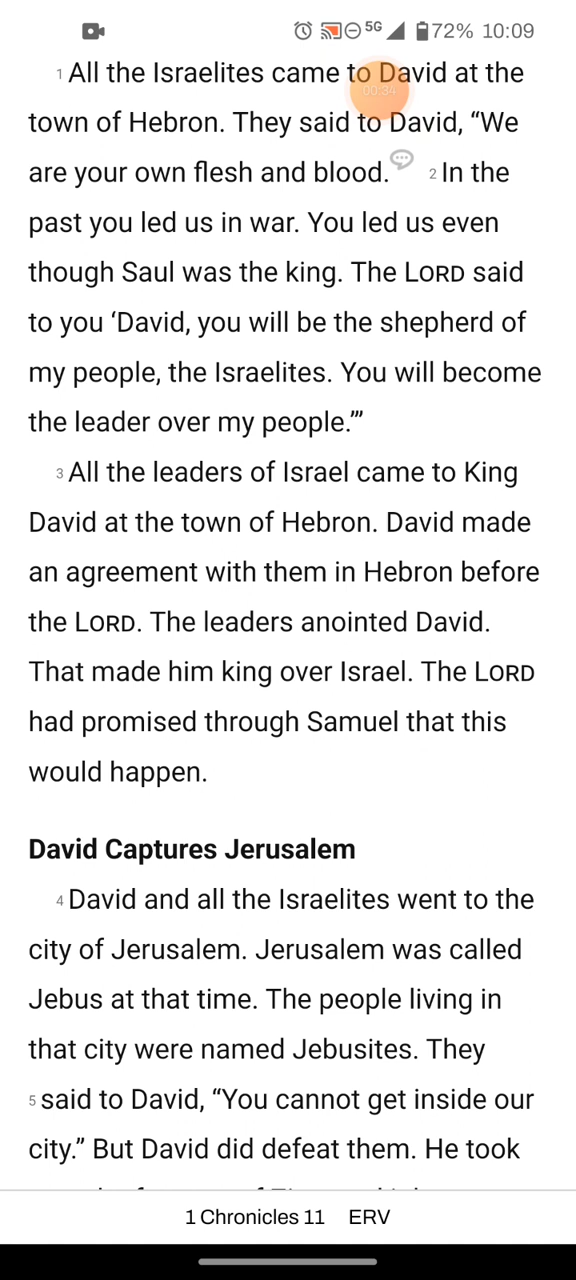 5G 72% 10:09
00:34
1 All the Israelites came to David at the
town of Hebron. They said to David, “We
are your own flesh and blood. 2 In the
past you led us in war. You led us even
though Saul was the king. The LORD said
to you ‘David, you will be the shepherd of
my people, the Israelites. You will become
the leader over my people.’”
3 All the leaders of Israel came to King
David at the town of Hebron. David made
an agreement with them in Hebron before
the LORD. The leaders anointed David.
That made him king over Israel. The LORD
had promised through Samuel that this
would happen.
David Captures Jerusalem
4 David and all the Israelites went to the
city of Jerusalem. Jerusalem was called
Jebus at that time. The people living in
that city were named Jebusites. They
5 said to David, “You cannot get inside our
city.” But David did defeat them. He took
1 Chronicles 11 ERV